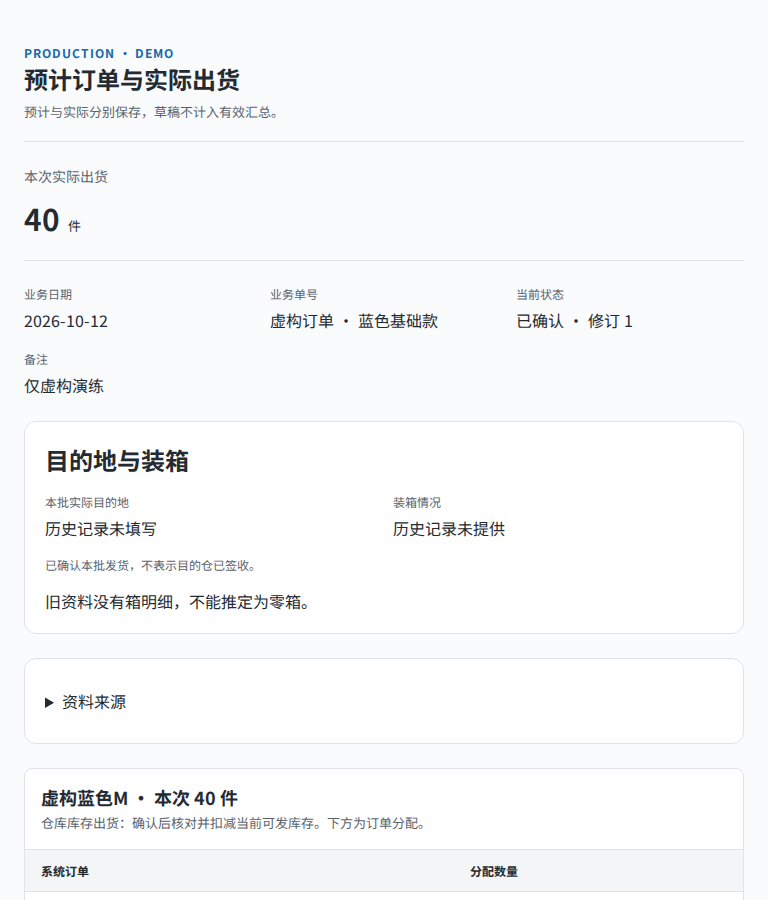 PRODUCTION · DEMO
预计订单与实际出货
预计与实际分别保存，草稿不计入有效汇总。
本次实际出货
40 件
业务日期 业务单号 当前状态
2026-10-12 虚构订单 · 蓝色基础款 已确认 · 修订 1
备注
仅虚构演练
目的地与装箱
本批实际目的地 装箱情况
历史记录未填写 历史记录未提供
已确认本批发货，不表示目的仓已签收。
旧资料没有箱明细，不能推定为零箱。
资料来源
虚构蓝色M · 本次 40 件
仓库库存出货：确认后核对并扣减当前可发库存。下方为订单分配。
系统订单 分配数量